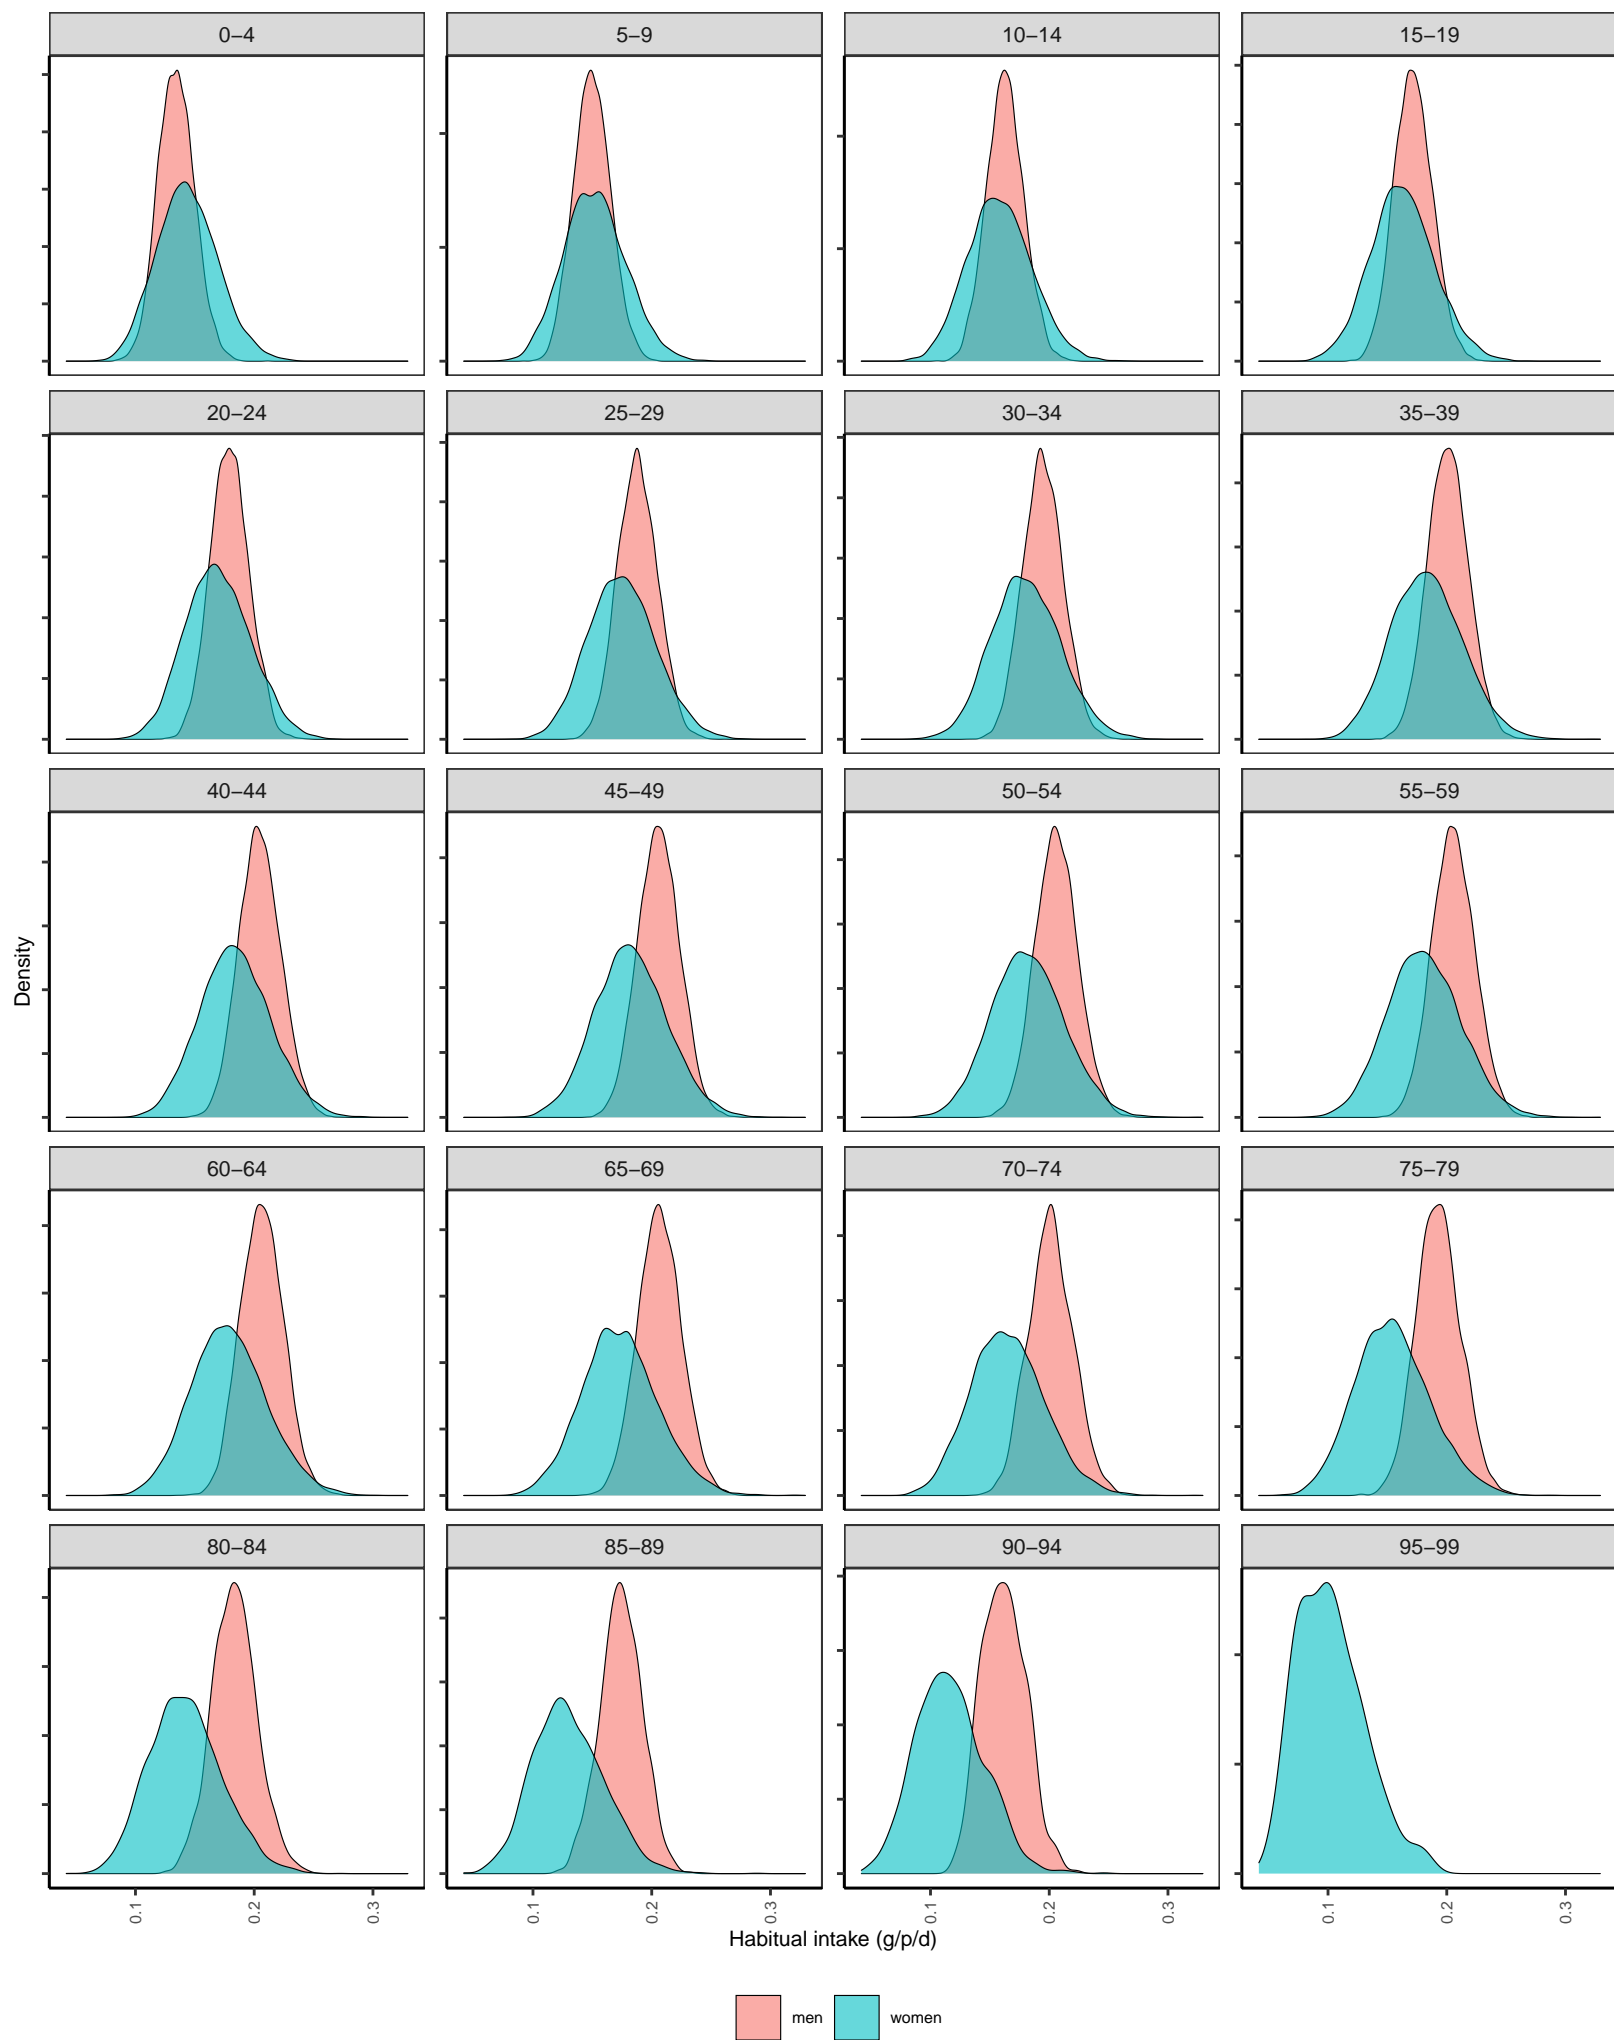 0−4 5−9 10−14 15−19
20−24 25−29 30−34 35−39
40−44 45−49 50−54 55−59
Density
60−64 65−69 70−74 75−79
80−84 85−89 90−94 95−99
0.1 0.2 0.3 0.1 0.2 0.3 0.1 0.2 0.3 0.1 0.2 0.3
Habitual intake (g/p/d)
men women